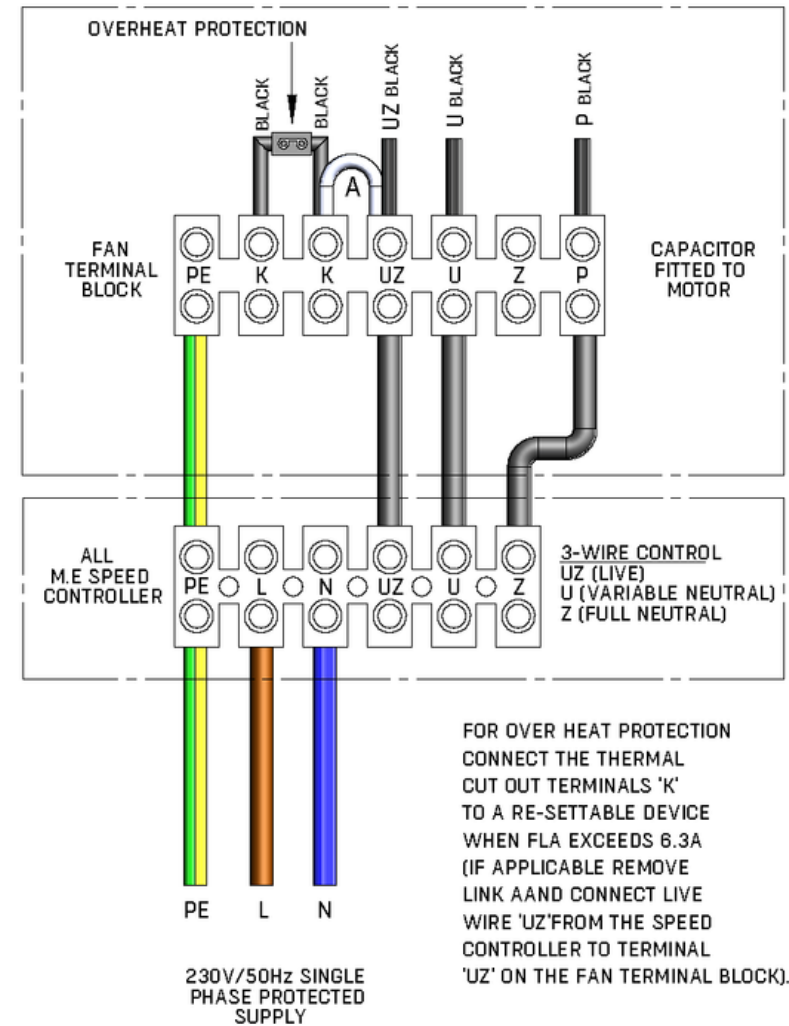 OVERHEAT PROTECTION
BLACK
BLACK
UZ BLACK
U BLACK
P BLACK
A
FAN
TERMINAL
BLOCK
PE K K UZ U Z P
CAPACITOR
FITTED TO
MOTOR
ALL
M.E SPEED
CONTROLLER
PE L N UZ U Z
3-WIRE CONTROL
UZ (LIVE)
U (VARIABLE NEUTRAL)
Z (FULL NEUTRAL)
FOR OVER HEAT PROTECTION
CONNECT THE THERMAL
CUT OUT TERMINALS 'K'
TO A RE-SETTABLE DEVICE
WHEN FLA EXCEEDS 6.3A
(IF APPLICABLE REMOVE
LINK AAND CONNECT LIVE
WIRE 'UZ'FROM THE SPEED
CONTROLLER TO TERMINAL
'UZ' ON THE FAN TERMINAL BLOCK).
PE L N
230V/50Hz SINGLE
PHASE PROTECTED
SUPPLY